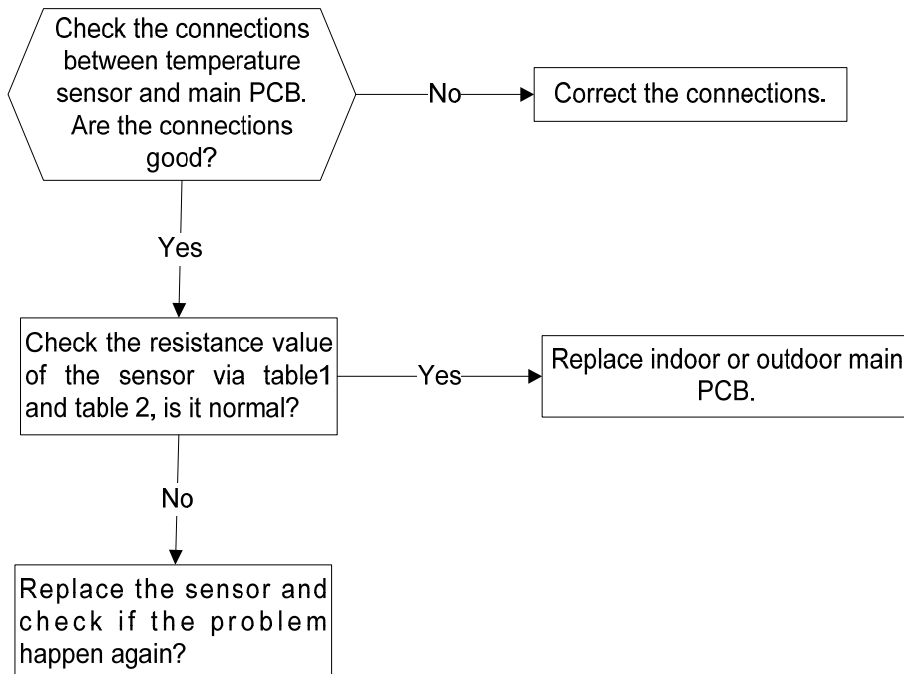 Check the connections
between temperature
sensor and main PCB.
Are the connections
good?
No
Correct the connections.
Yes
Check the resistance value
of the sensor via table1
and table 2, is it normal?
Yes
Replace indoor or outdoor main
PCB.
No
Replace the sensor and
check if the problem
happen again?